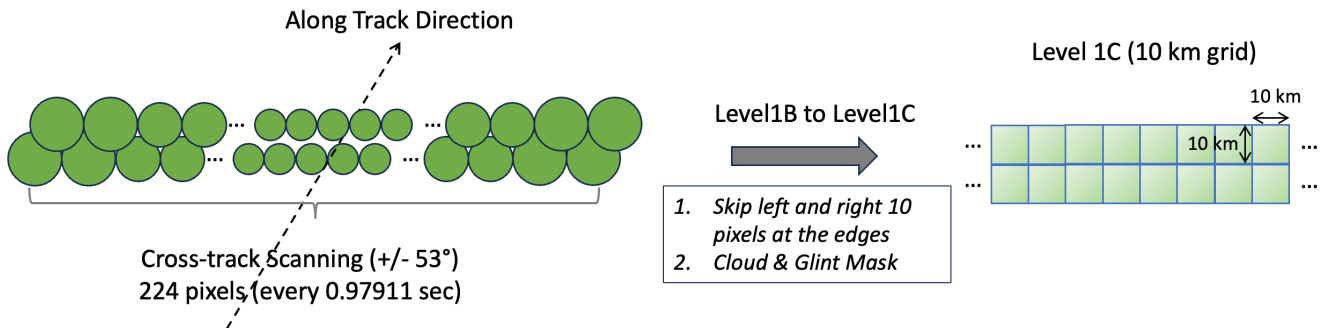 Along Track Direction
...
...
...
...
Cross-track Scanning (+/- 53°)
224 pixels (every 0.97911 sec)
Level1B to Level1C
1. Skip left and right 10
pixels at the edges
2. Cloud & Glint Mask
Level 1C (10 km grid)
10 km
10 km
...
...
...
...